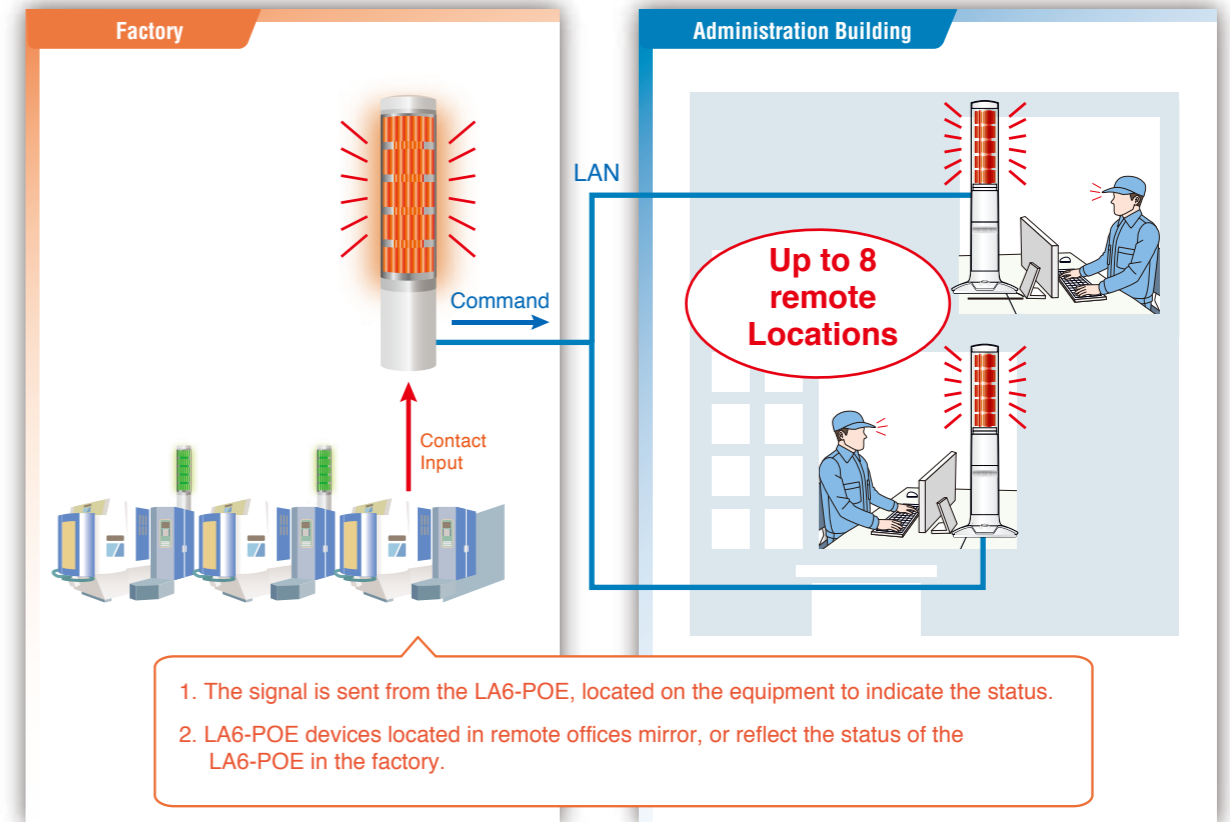 Factory
Administration Building
LAN
Command
Contact
Input
Up to 8
remote
Locations
1. The signal is sent from the LA6-POE, located on the equipment to indicate the status.
2. LA6-POE devices located in remote offices mirror, or reflect the status of the
LA6-POE in the factory.